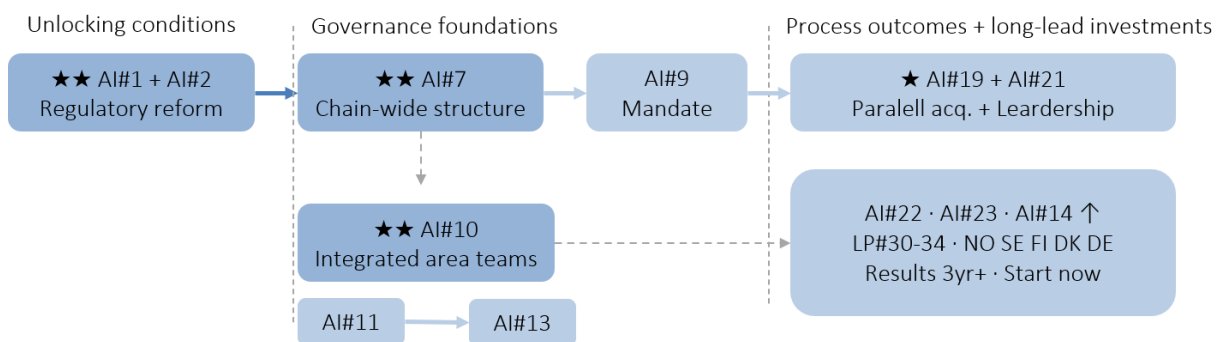 Unlocking conditions
Governance foundations
Process outcomes + long-lead investments
★★ AI#1 + AI#2
Regulatory reform
★★ AI#7
Chain-wide structure
AI#9
Mandate
★ AI#19 + AI#21
Paralell acq. + Leardership
★★ AI#10
Integrated area teams
AI#22 · AI#23 · AI#14 ↑
LP#30-34 · NO SE FI DK DE
Results 3yr+ · Start now
AI#11
AI#13